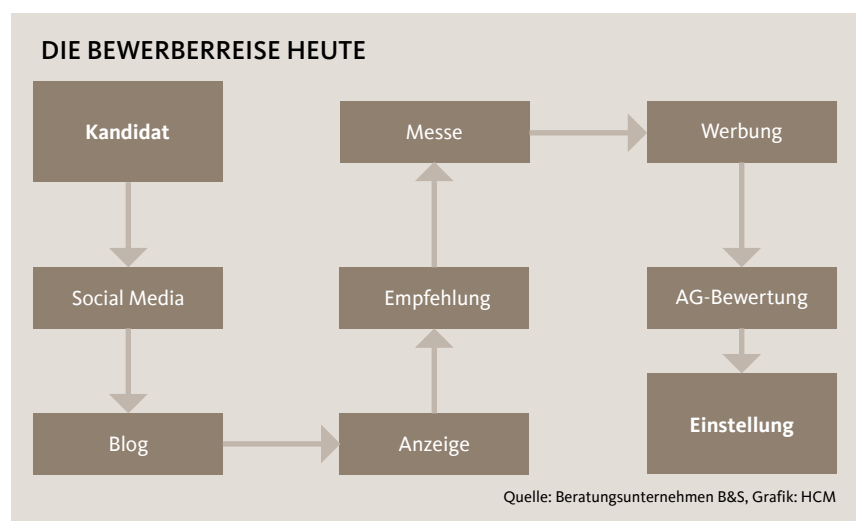 DIE BEWERBERREISE HEUTE
Kandidat
Social Media
Blog
Anzeige
Empfehlung
Messe
Werbung
AG-Bewertung
Einstellung
Quelle: Beratungsunternehmen B&S, Grafik: HCM